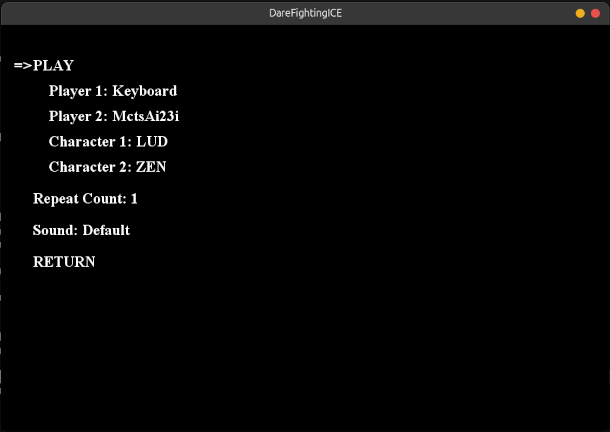 DareFightingICE
=>PLAY
Player 1: Keyboard
Player 2: MctsAi23i
Character 1: LUD
Character 2: ZEN
Repeat Count: 1
Sound: Default
RETURN